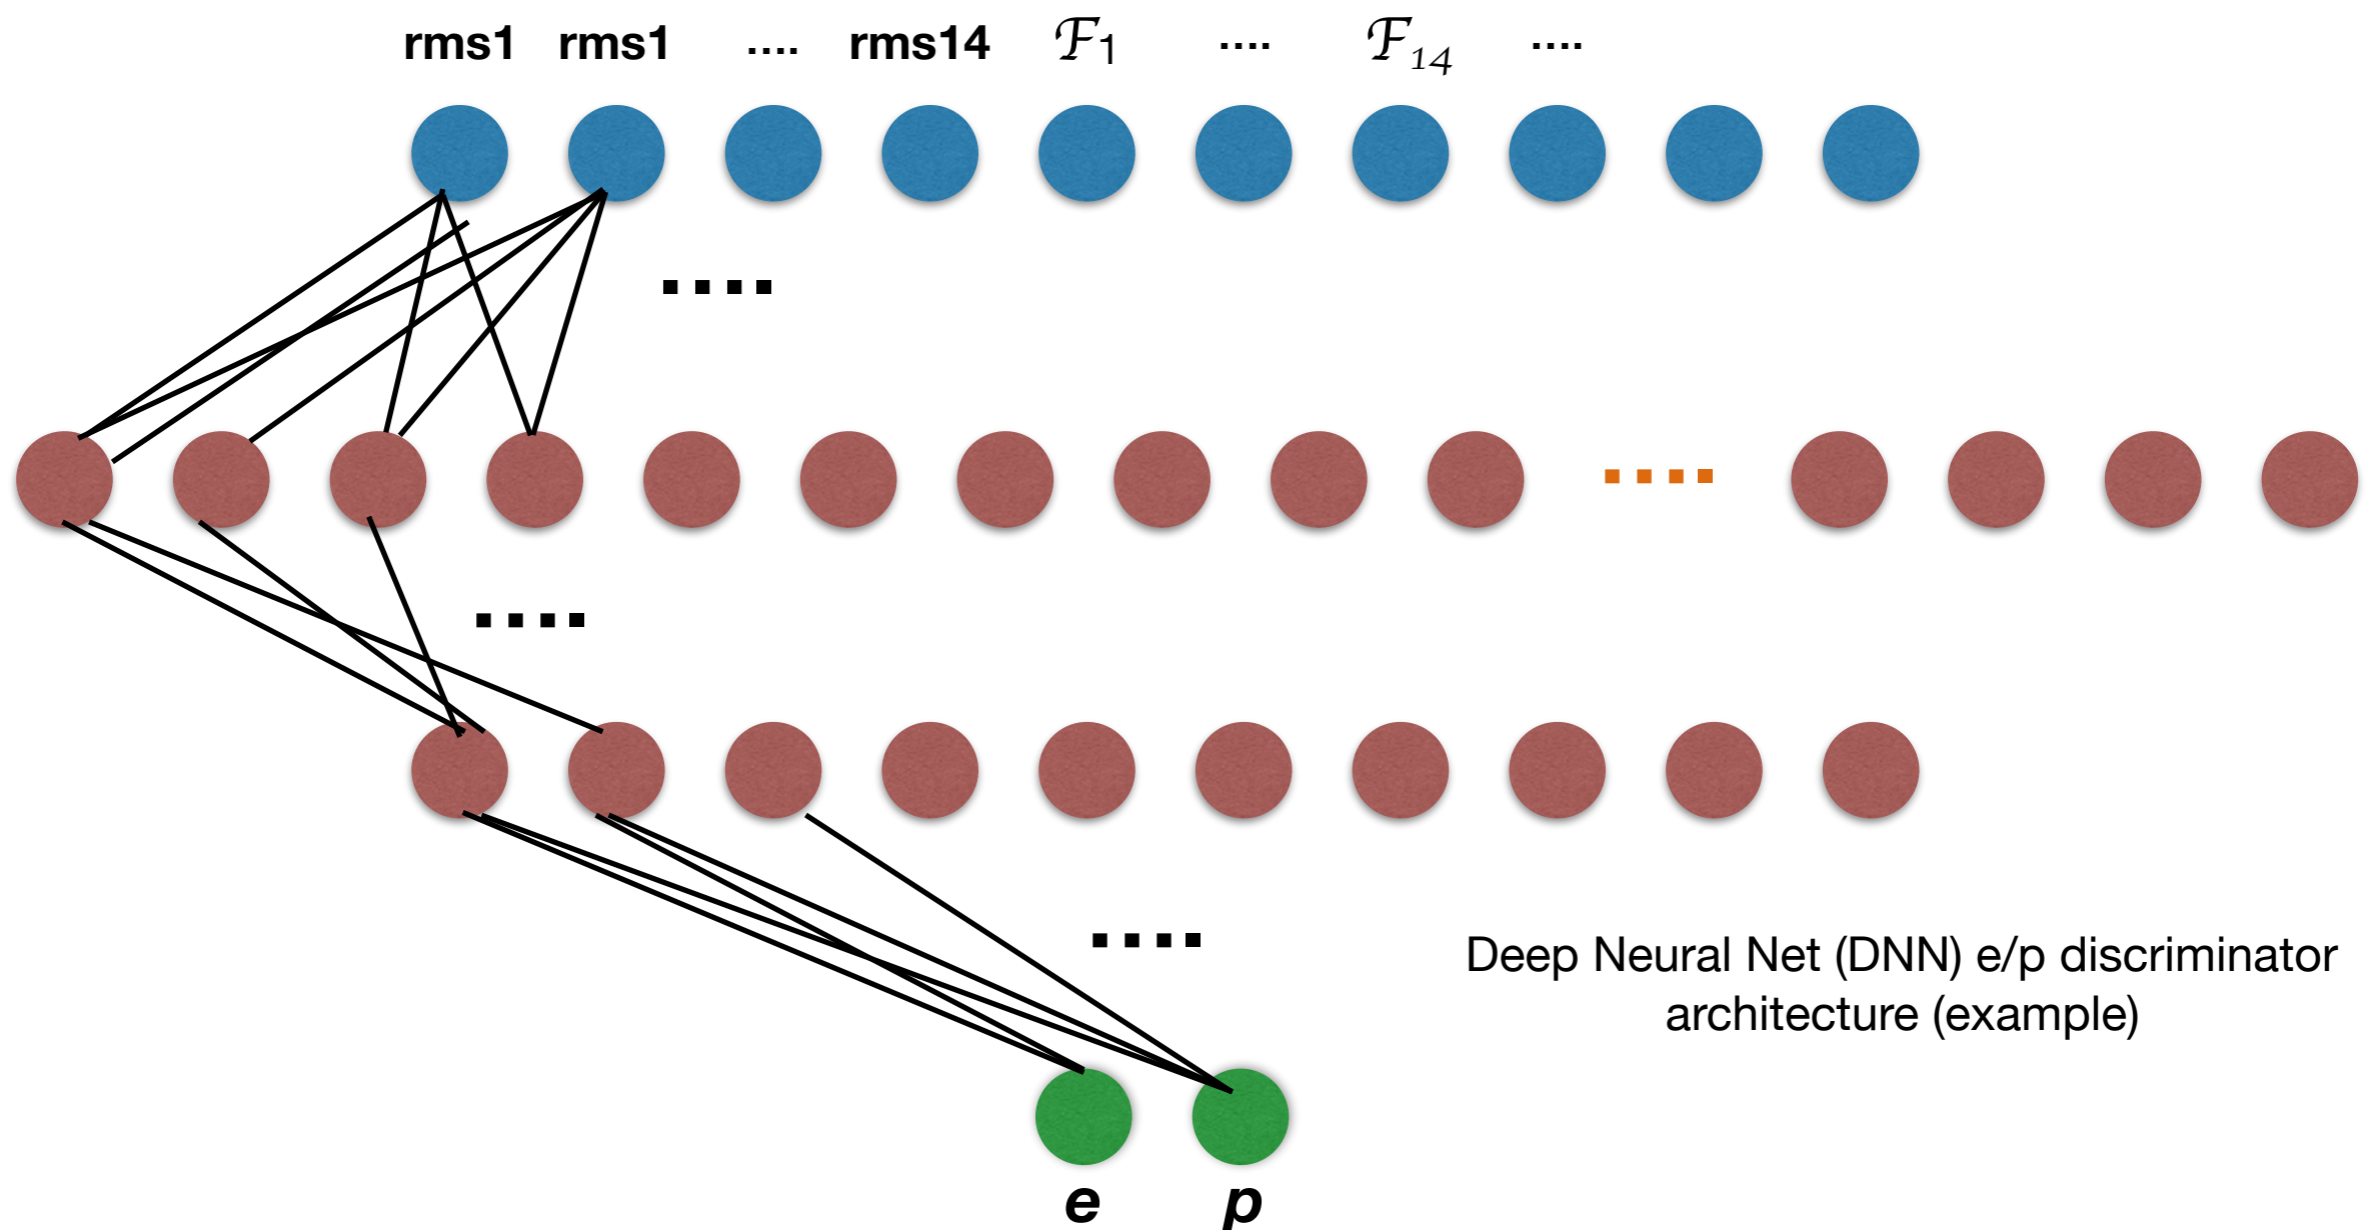 rms1 rms1 .... rms14 ℱ1 .... ℱ14 ....
....
....
....
....
Deep Neural Net (DNN) e/p discriminator
architecture (example)
e p